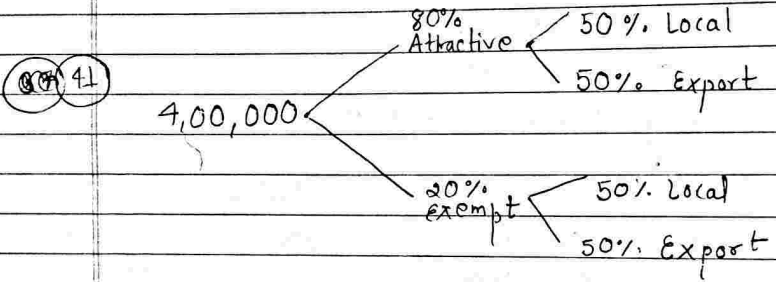 80% 50%. Local
Attractive
50%. Export
41
4,00,000
20%.
Exempt 50%. Local
50%. Export